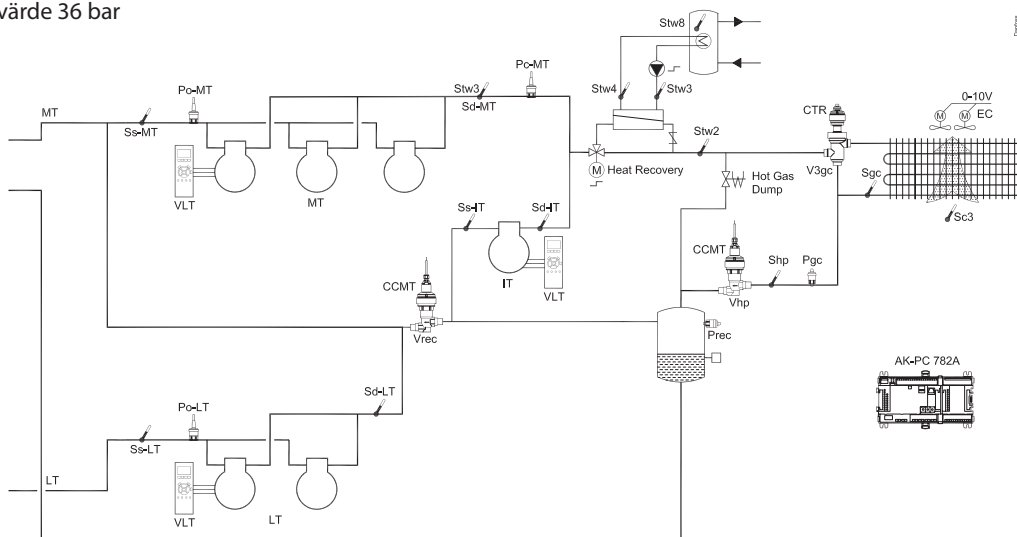 värde 36 bar
Stw8
Danfoss
Po-MT
Pc-MT
Stw4
Stw3
Stw3
0-10V
MT
Sd-MT
CTR
M
M
EC
Ss-MT
Stw2
M
Heat Recovery
V3gc
VLT
MT
Hot Gas
Dump
Sgc
Ss-IT
Sd-IT
Sc3
CCMT
Shp
Pgc
CCMT
IT
VLT
Vhp
Vrec
Prec
AK-PC 782A
Sd-LT
Po-LT
Ss-LT
LT
VLT
LT